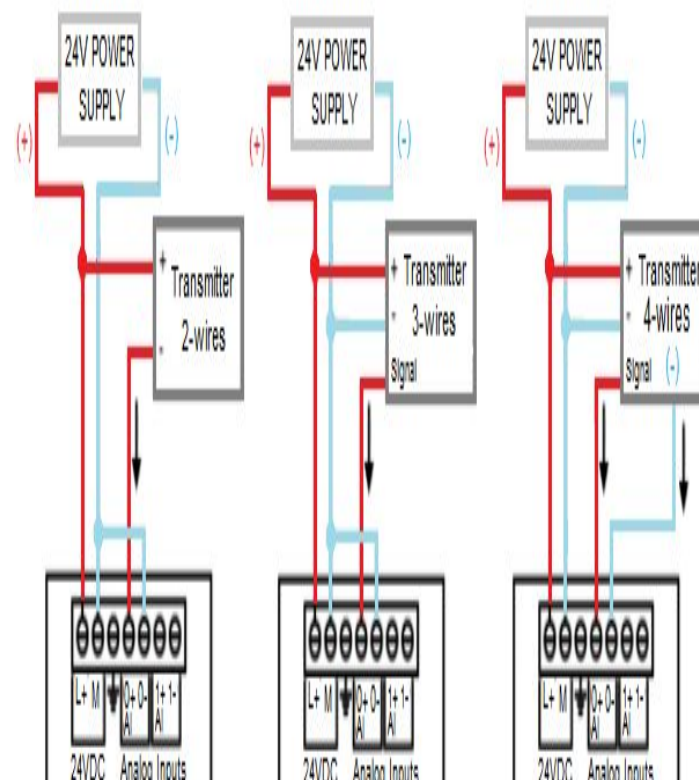 24V POWER
SUPPLY
(+)
(-)
+ Transmitter
2-wires
-
L+ M
0+ 0-
AI
1+ 1-
AI
24VDC Analog Inputs
24V POWER
SUPPLY
(+)
(-)
+ Transmitter
- 3-wires
Signal
L+ M
0+ 0-
AI
1+ 1-
AI
24VDC Analog Inputs
24V POWER
SUPPLY
(+)
(-)
+ Transmitter
- 4-wires
Signal (-)
L+ M
0+ 0-
AI
1+ 1-
AI
24VDC Analog Inputs